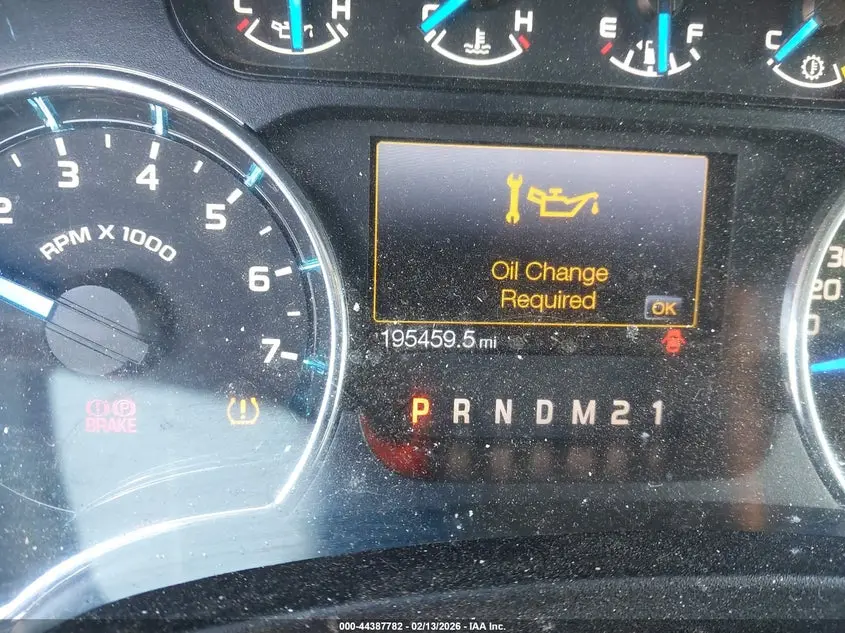 C H
C H
E F
C
2 3 4 5 6 7
RPM X 1000
Oil Change
Required
OK
195459.5 mi
P R N D M 2 1
BRAKE
20
000-44387782 - 02/13/2026 - IAA Inc.